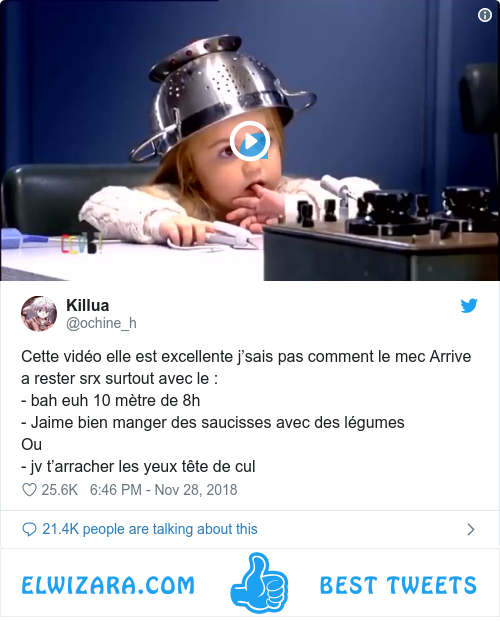 Killua
@ochine_h
Cette vidéo elle est excellente j’sais pas comment le mec Arrive
a rester srx surtout avec le :
- bah euh 10 mètre de 8h
- Jaime bien manger des saucisses avec des légumes
Ou
- jv t’arracher les yeux tête de cul
25.6K 6:46 PM - Nov 28, 2018
21.4K people are talking about this
ELWIZARA.COM BEST TWEETS